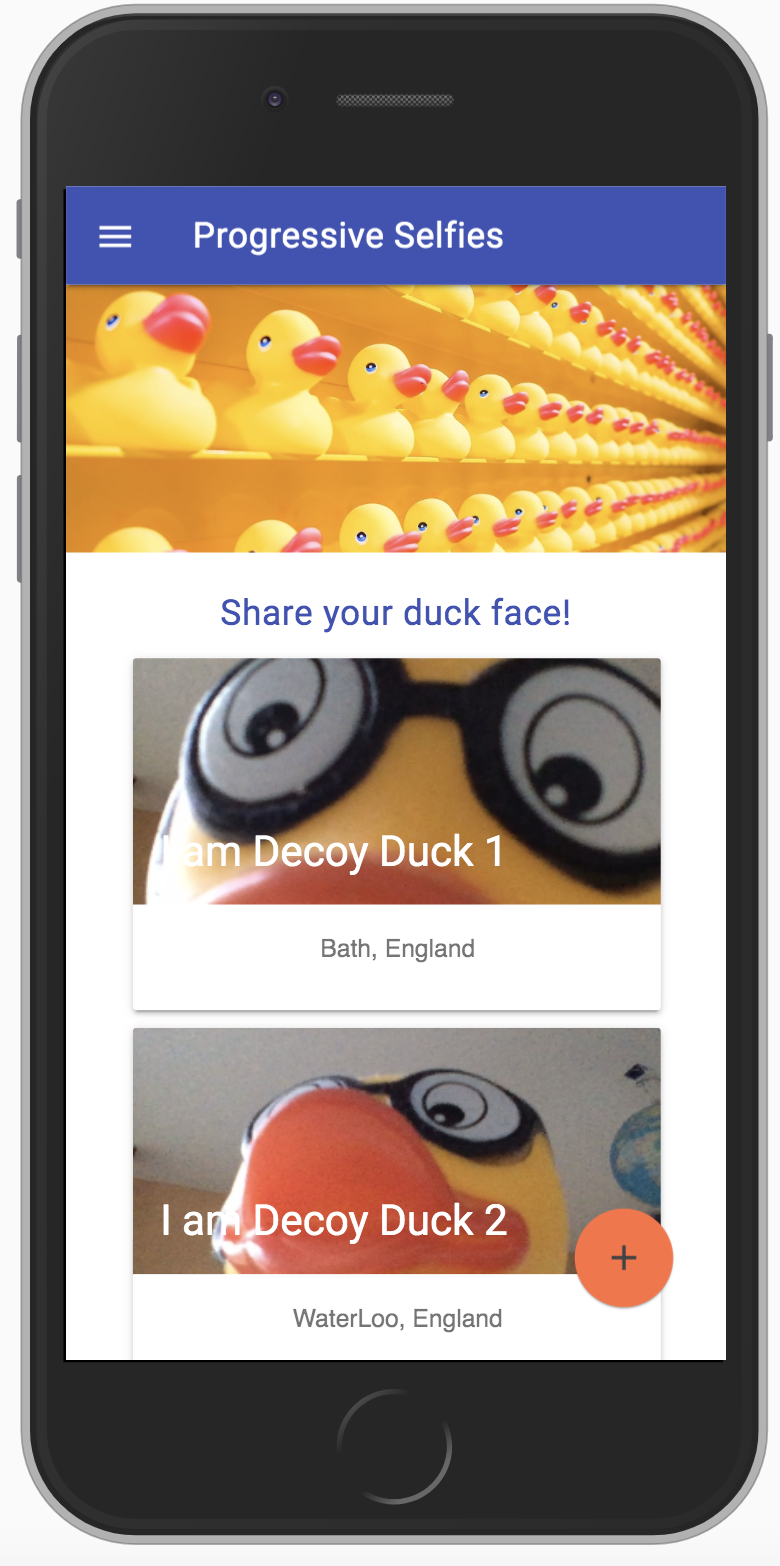 Progressive Selfies
Share your duck face!
I am Decoy Duck 1
Bath, England
I am Decoy Duck 2
WaterLoo, England